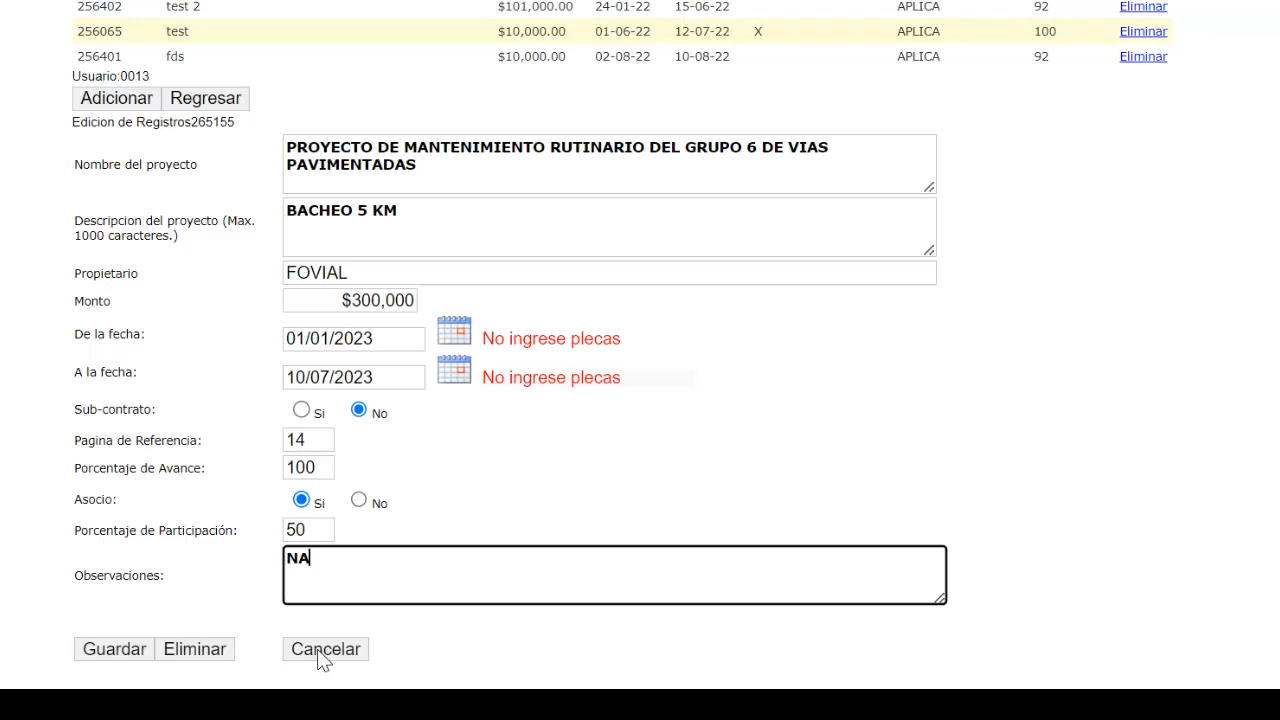 256402 test 2 $101,000.00 24-01-22 15-06-22 APLICA 92 Eliminar
256065 test $10,000.00 01-06-22 12-07-22 X APLICA 100 Eliminar
256401 fds $10,000.00 02-08-22 10-08-22 APLICA 92 Eliminar
Usuario:0013
Adicionar Regresar
Edicion de Registros265155
Nombre del proyecto
PROYECTO DE MANTENIMIENTO RUTINARIO DEL GRUPO 6 DE VIAS
PAVIMENTADAS
Descripcion del proyecto (Max.
1000 caracteres.)
BACHEO 5 KM
Propietario FOVIAL
Monto $300,000
De la fecha: 01/01/2023 No ingrese plecas
A la fecha: 10/07/2023 No ingrese plecas
Sub-contrato: Si No
Pagina de Referencia: 14
Porcentaje de Avance: 100
Asocio: Si No
Porcentaje de Participación: 50
Observaciones: NA
Guardar Eliminar Cancelar